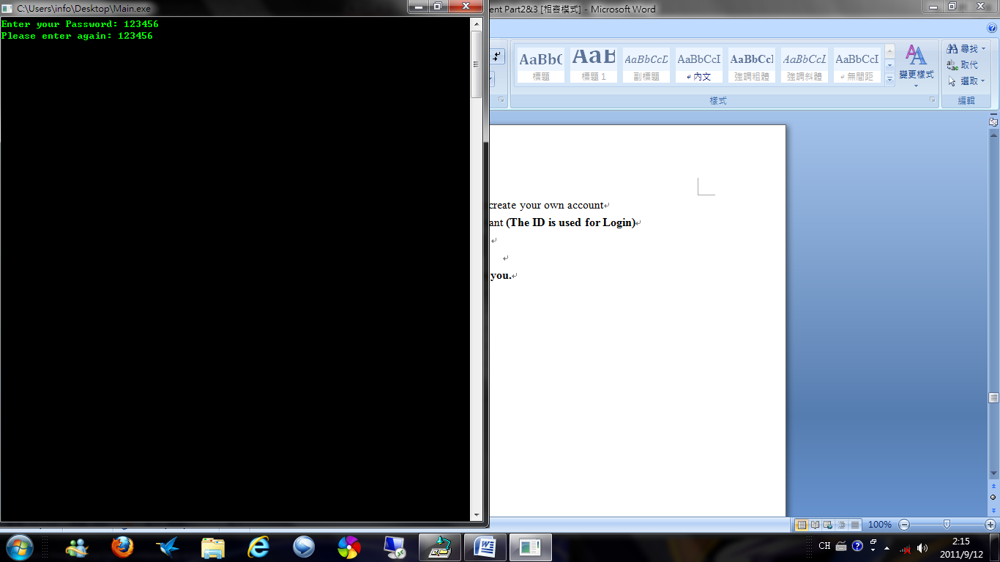 C:\Users\info\Desktop\Main.exe
Enter your Password: 123456
Please enter again: 123456
ent Part2&3 [相容模式] - Microsoft Word
AaBbC AaB AaBbCcD AaBbCcI AaBbCcI AaBbCcL AaBbCcI
標題 標題 1 副標題 內文 強調粗體 強調斜體 無間距
變更樣式
樣式
尋找
取代
選取
編輯
create your own account
ant (The ID is used for Login)
you.
100%
CH
2:15
2011/9/12